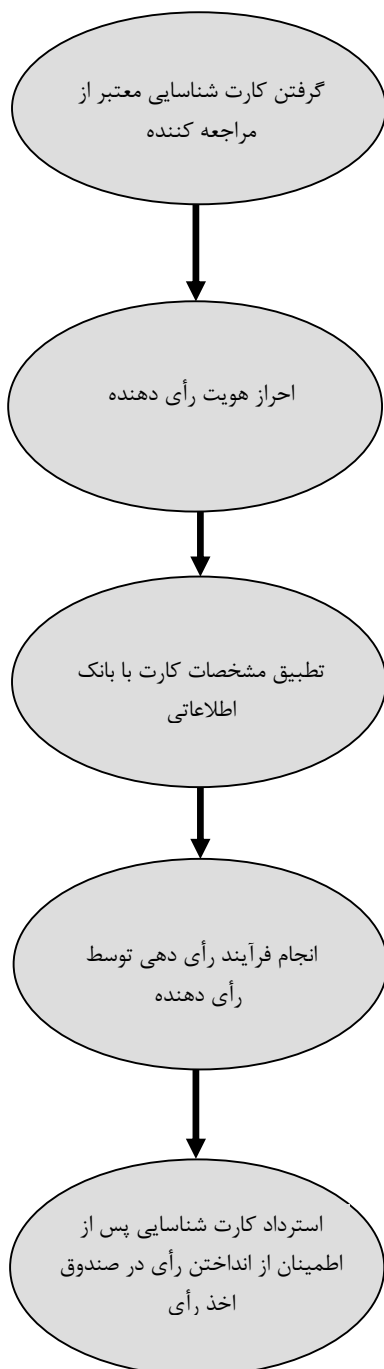 گرفتن کارت شناسایی معتبر از
مراجعه کننده
احراز هویت رأی دهنده
تطبیق مشخصات کارت با بانک
اطلاعاتی
انجام فرآیند رأی دهی توسط
رأی دهنده
استرداد کارت شناسایی پس از
اطمینان از انداختن رأی در صندوق
اخذ رأی